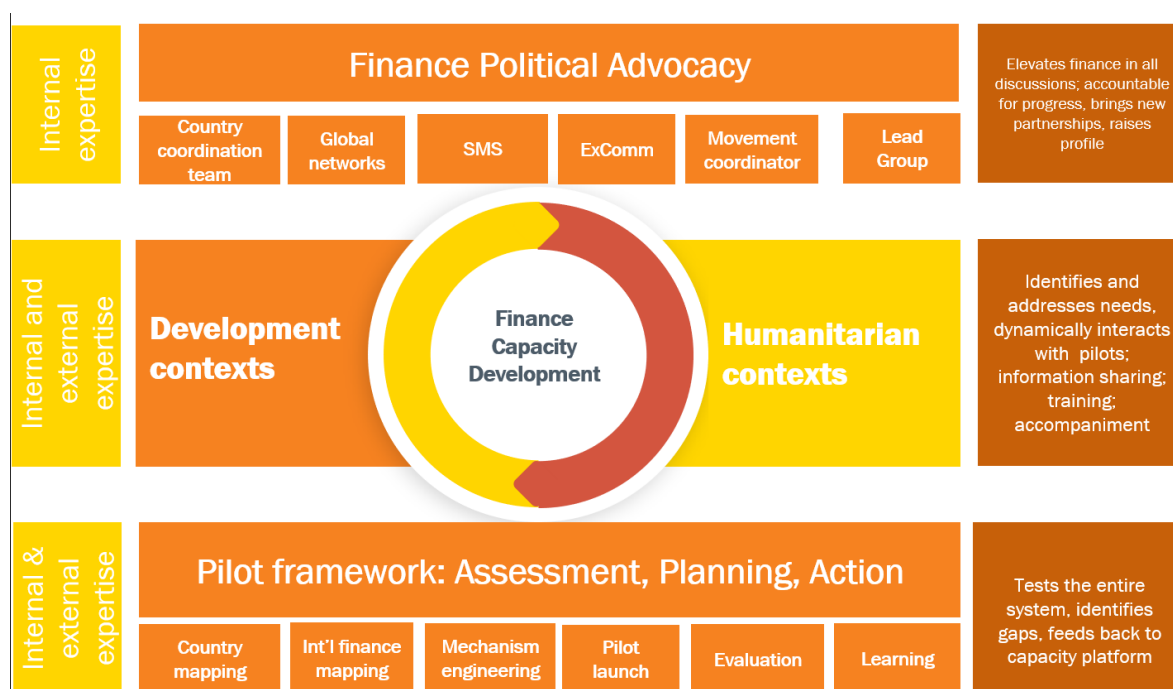 Internal
expertise
Finance Political Advocacy
Country
coordination
team
Global
networks
SMS
ExComm
Movement
coordinator
Lead
Group
Elevates finance in all
discussions; accountable
for progress, brings new
partnerships, raises
profile
Internal and
external
expertise
Development
contexts
Finance
Capacity
Development
Humanitarian
contexts
Identifies and
addresses needs,
dynamically interacts
with pilots;
information sharing;
training;
accompaniment
Internal &
external
expertise
Pilot framework: Assessment, Planning, Action
Country
mapping
Int'l finance
mapping
Mechanism
engineering
Pilot
launch
Evaluation
Learning
Tests the entire
system, identifies
gaps, feeds back to
capacity platform